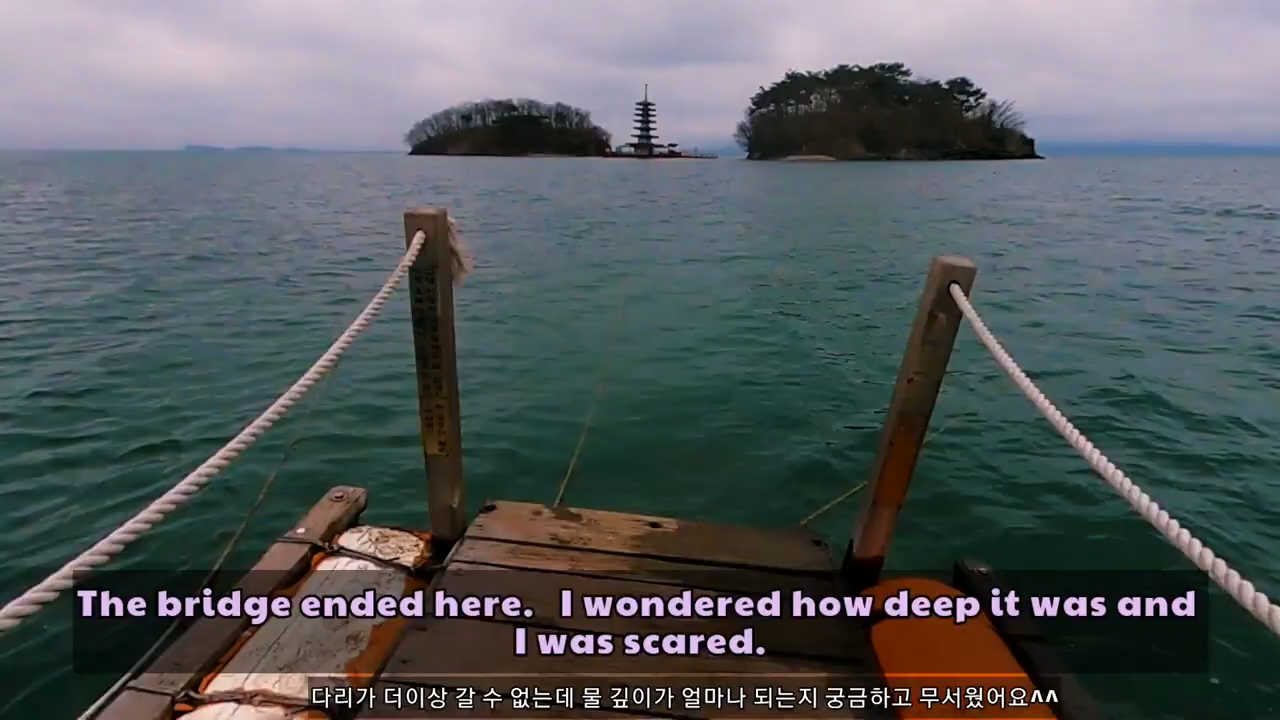 The bridge ended here. I wondered how deep it was and
I was scared.
다리가 더이상 갈 수 없는데 물 깊이가 얼마나 되는지 궁금하고 무서웠어요^^